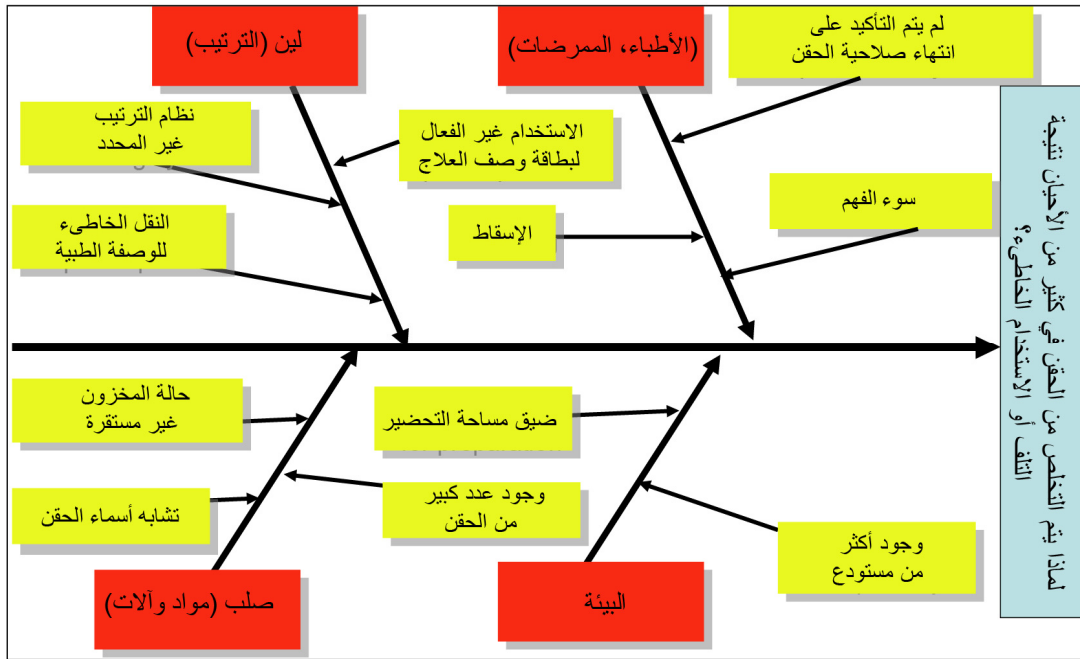 لم يتم التأكيد على
انتهاء صلاحية الحقن
(الأطباء، الممرضات)
لين (الترتيب)
الاستخدام غير الفعال
لبطاقة وصف العلاج
نظام الترتيب
غير المحدد
سوء الفهم
الإسقاط
النقل الخاطىء
للوصفة الطبية
لماذا يتم التخلص من الحقن في كثير من الأحيان نتيجة
التلف أو الاستخدام الخاطىء؟
ضيق مساحة التحضير
حالة المخزون
غير مستقرة
وجود عدد كبير
من الحقن
تشابه أسماء الحقن
وجود أكثر
من مستودع
البيئة
صلب (مواد وآلات)